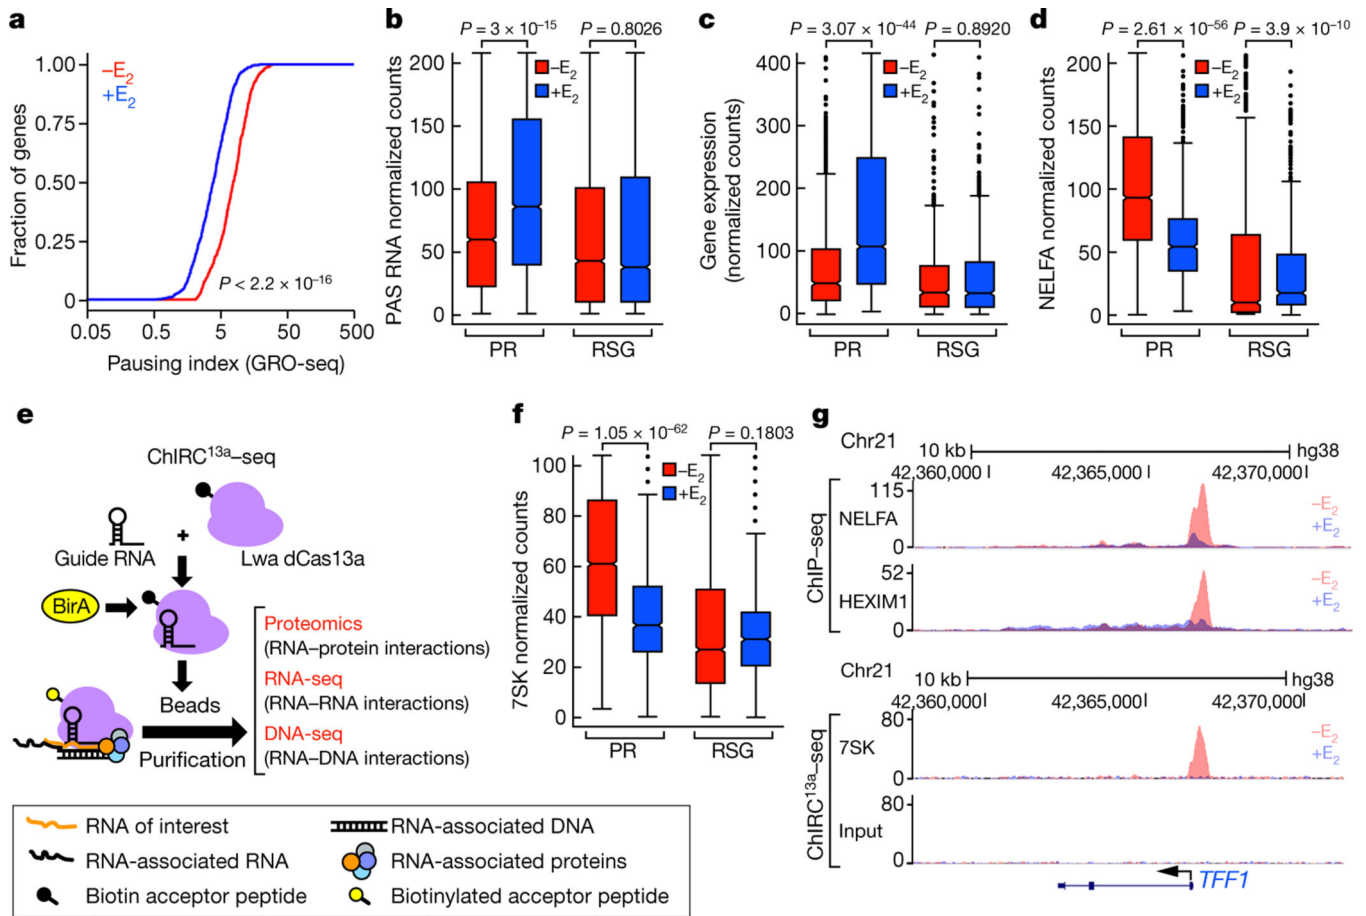 a
−E2
+E2
1.00
0.75
0.50
0.25
0
Fraction of genes
P < 2.2 × 10−16
0.05 0.5 5 50 500
Pausing index (GRO-seq)
b
P = 3 × 10−15 P = 0.8026
−E2
+E2
200
150
100
50
0
PAS RNA normalized counts
PR RSG
c
P = 3.07 × 10−44 P = 0.8920
−E2
+E2
400
300
200
100
0
Gene expression
(normalized counts)
PR RSG
d
P = 2.61 × 10−56 P = 3.9 × 10−10
−E2
+E2
200
150
100
50
0
NELFA normalized counts
PR RSG
e
ChIRC13a–seq
Guide RNA
+
Lwa dCas13a
BirA
Beads
Purification
Proteomics
(RNA–protein interactions)
RNA-seq
(RNA–RNA interactions)
DNA-seq
(RNA–DNA interactions)
RNA of interest
RNA-associated RNA
Biotin acceptor peptide
RNA-associated DNA
RNA-associated proteins
Biotinylated acceptor peptide
f
P = 1.05 × 10−62 P = 0.1803
−E2
+E2
100
80
60
40
20
0
7SK normalized counts
PR RSG
g
Chr21
10 kb hg38
42,360,000 42,365,000 42,370,000
ChIP–seq
115
NELFA
0
−E2
+E2
52
HEXIM1
0
−E2
+E2
Chr21
10 kb hg38
42,360,000 42,365,000 42,370,000
ChIRC13a–seq
80
7SK
0
−E2
+E2
80
Input
0
TFF1